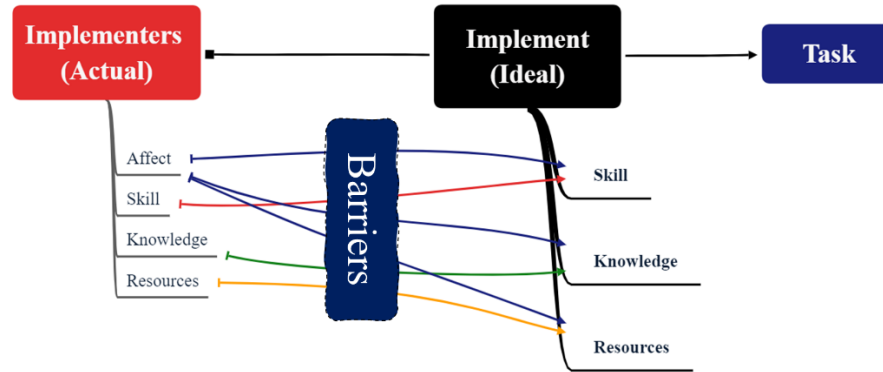 Implementers
(Actual)
Implement
(Ideal)
Task
Affect
Skill
Knowledge
Resources
Barriers
Skill
Knowledge
Resources